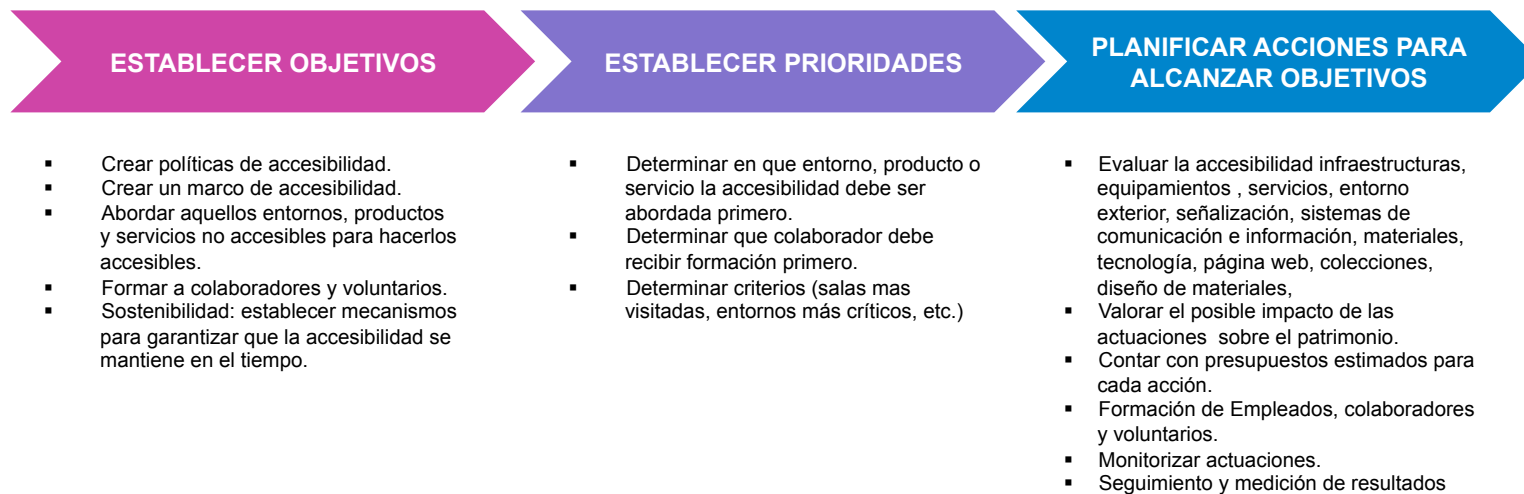 ESTABLECER OBJETIVOS
▪ Crear políticas de accesibilidad.
▪ Crear un marco de accesibilidad.
▪ Abordar aquellos entornos, productos
y servicios no accesibles para hacerlos
accesibles.
▪ Formar a colaboradores y voluntarios.
▪ Sostenibilidad: establecer mecanismos
para garantizar que la accesibilidad se
mantiene en el tiempo.
ESTABLECER PRIORIDADES
▪ Determinar en que entorno, producto o
servicio la accesibilidad debe ser
abordada primero.
▪ Determinar que colaborador debe
recibir formación primero.
▪ Determinar criterios (salas mas
visitadas, entornos más críticos, etc.)
PLANIFICAR ACCIONES PARA
ALCANZAR OBJETIVOS
▪ Evaluar la accesibilidad infraestructuras,
equipamientos , servicios, entorno
exterior, señalización, sistemas de
comunicación e información, materiales,
tecnología, página web, colecciones,
diseño de materiales,
▪ Valorar el posible impacto de las
actuaciones sobre el patrimonio.
▪ Contar con presupuestos estimados para
cada acción.
▪ Formación de Empleados, colaboradores
y voluntarios.
▪ Monitorizar actuaciones.
▪ Seguimiento y medición de resultados